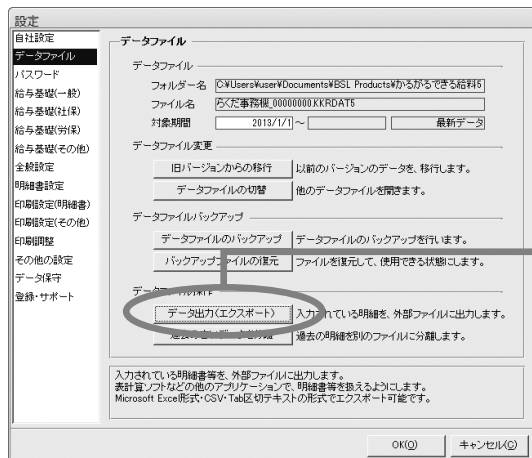 設定
自社設定
データファイル
パスワード
給与基礎(一般)
給与基礎(社保)
給与基礎(労保)
給与基礎(その他)
全般設定
明細書設定
印刷設定(明細書)
印刷設定(その他)
印刷調整
その他の設定
データ保守
登録・サポート
データファイル
データファイル
フォルダー名 C:¥Users¥user¥Documents¥BSL Products¥かるがるできる給料5
ファイル名 らくだ事務機_00000000.KKRDAT5
対象期間 2013/1/1 ～ 最新データ
データファイル変更
旧バージョンからの移行 以前のバージョンのデータを、移行します。
データファイルの切替 他のデータファイルを開きます。
データファイルバックアップ
データファイルのバックアップ データファイルのバックアップを行います。
バックアップファイルの復元 ファイルを復元して、使用できる状態にします。
データ出力(エクスポート) 入力されている明細を、外部ファイルに出力します。
過去の明細を別のファイルに分離します。
入力されている明細書等を、外部ファイルに出力します。
表計算ソフトなどの他のアプリケーションで、明細書等を扱えるようにします。
Microsoft Excel形式・CSV・Tab区切テキストの形式でエクスポート可能です。
OK(O) キャンセル(C)